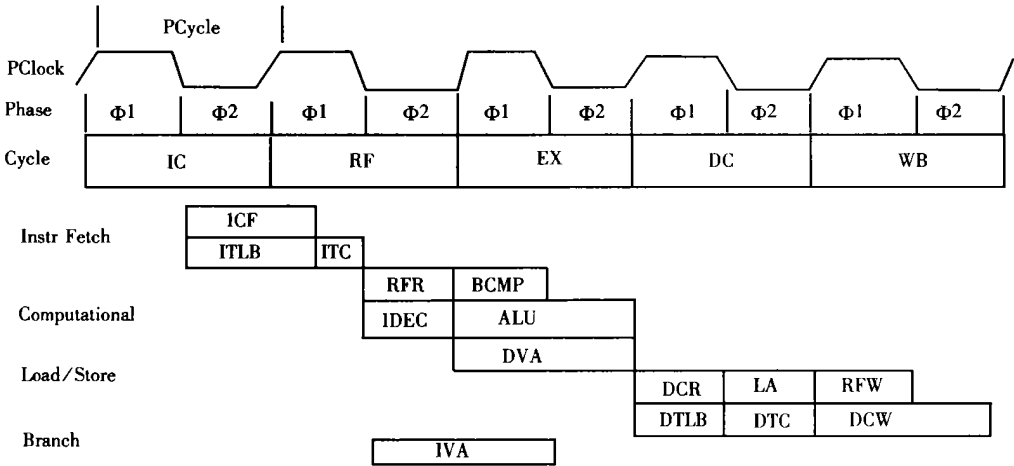 PCycle
PClock
Phase Φ1 Φ2 Φ1 Φ2 Φ1 Φ2 Φ1 Φ2 Φ1 Φ2
Cycle IC RF EX DC WB
ICF
Instr Fetch
ITLB ITC
RFR BCMP
Computational
IDEC ALU
DVA
Load/Store
DCR LA RFW
DTLB DTC DCW
Branch
IVA